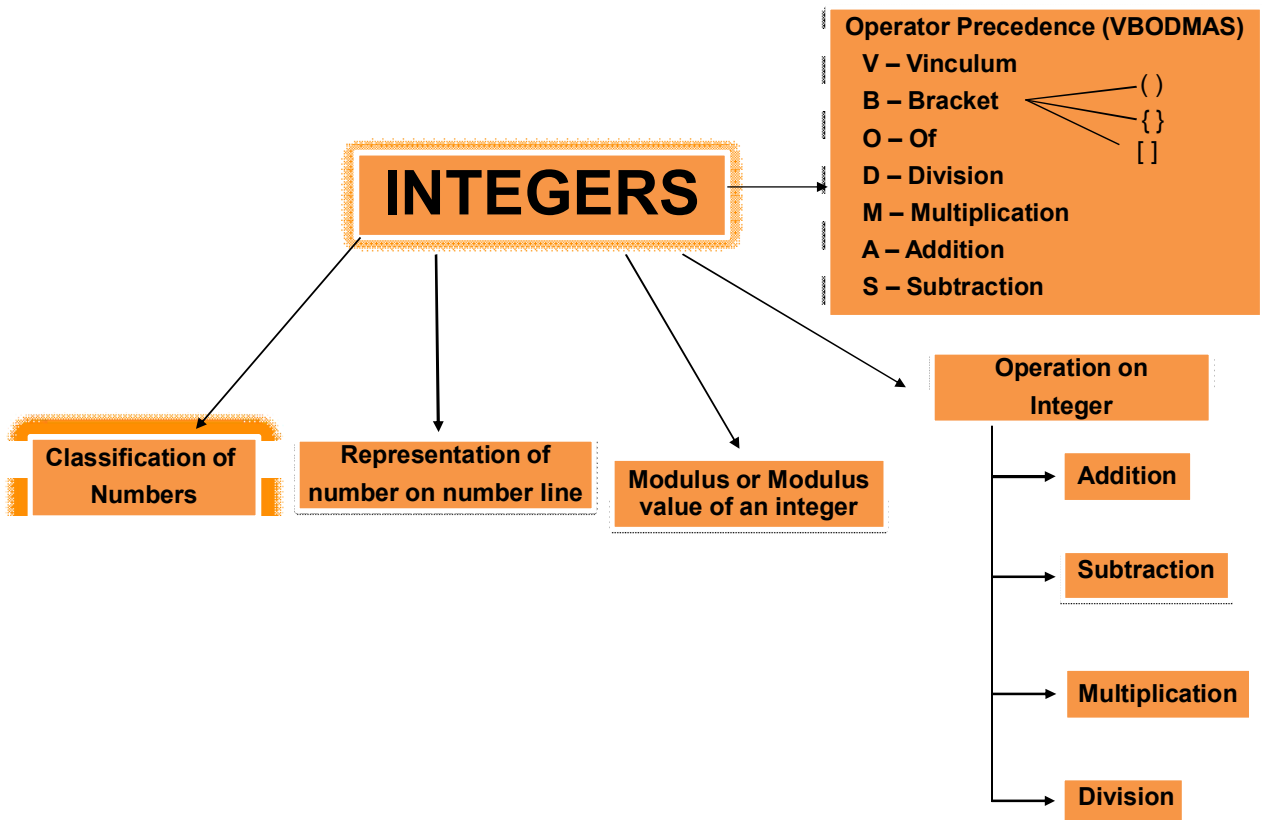 INTEGERS
Operator Precedence (VBODMAS)
V – Vinculum
B – Bracket
( )
{ }
[ ]
O – Of
D – Division
M – Multiplication
A – Addition
S – Subtraction
Classification of
Numbers
Representation of
number on number line
Modulus or Modulus
value of an integer
Operation on
Integer
Addition
Subtraction
Multiplication
Division